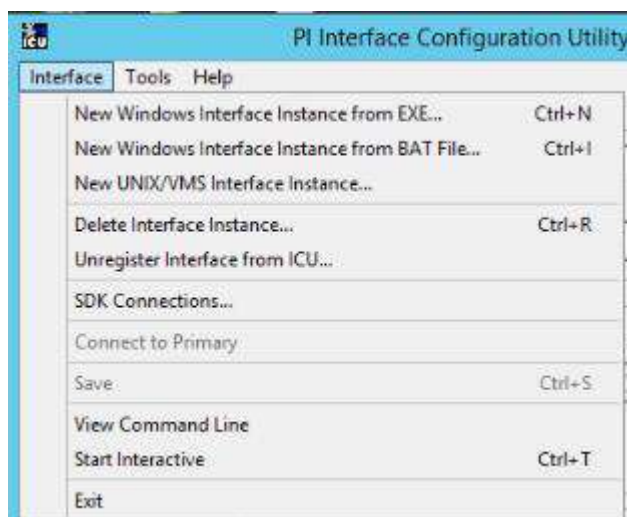 ICU
PI Interface Configuration Utility
Interface Tools Help
New Windows Interface Instance from EXE... Ctrl+N
New Windows Interface Instance from BAT File... Ctrl+I
New UNIX/VMS Interface Instance...
Delete Interface Instance... Ctrl+R
Unregister Interface from ICU...
SDK Connections...
Connect to Primary
Save Ctrl+S
View Command Line
Start Interactive Ctrl+T
Exit